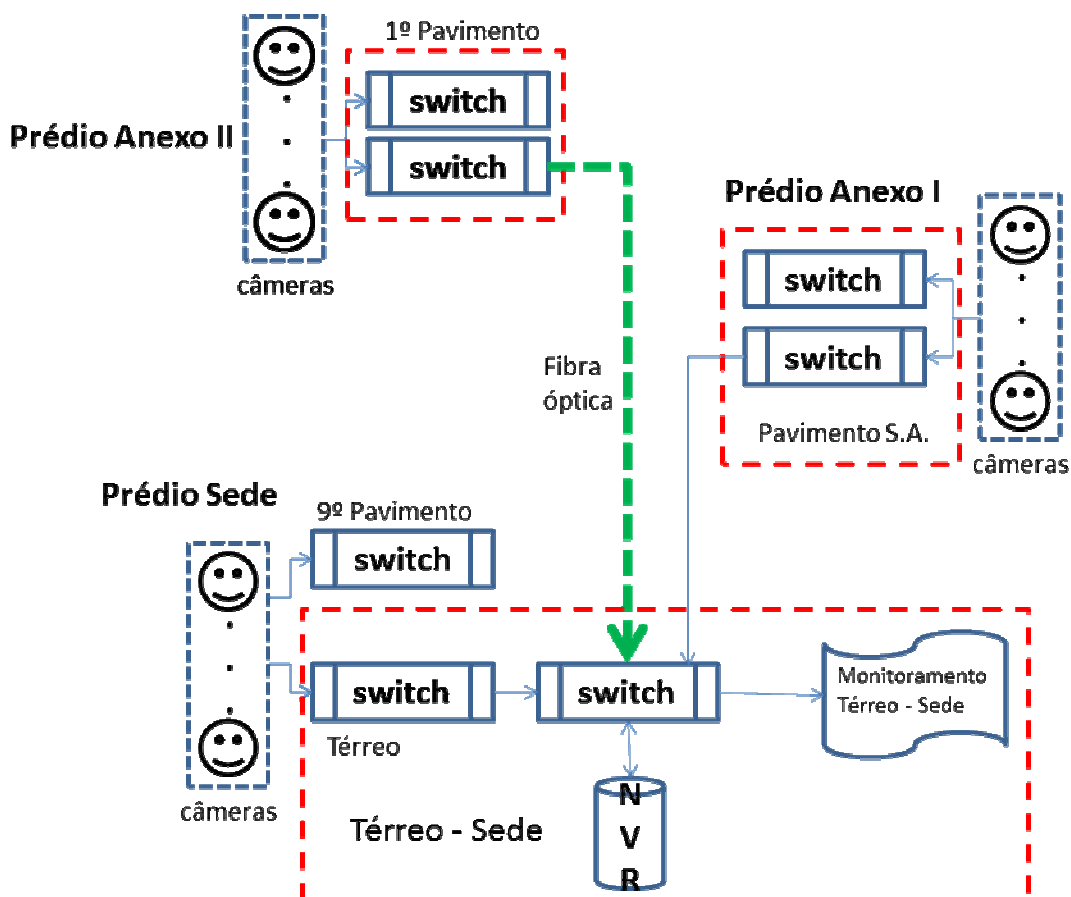 1º Pavimento
switch
Prédio Anexo II
switch
câmeras
Prédio Anexo I
switch
switch
Fibra
óptica
Pavimento S.A.
câmeras
Prédio Sede
9º Pavimento
switch
switch
switch
Monitoramento
Térreo - Sede
Térreo
câmeras
Térreo - Sede
N
V
R